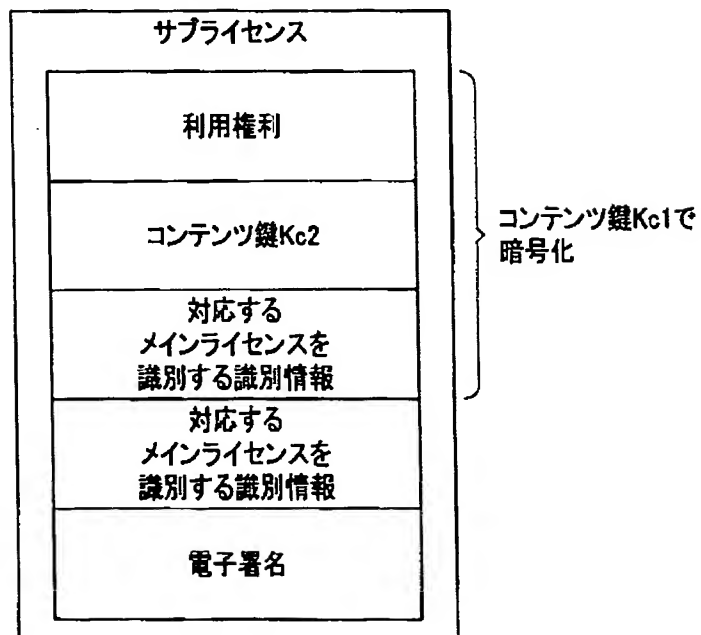 サブライセンス
利用権利
コンテンツ鍵Kc2
対応する
メインライセンスを
識別する識別情報
対応する
メインライセンスを
識別する識別情報
電子署名
コンテンツ鍵Kc1で
暗号化